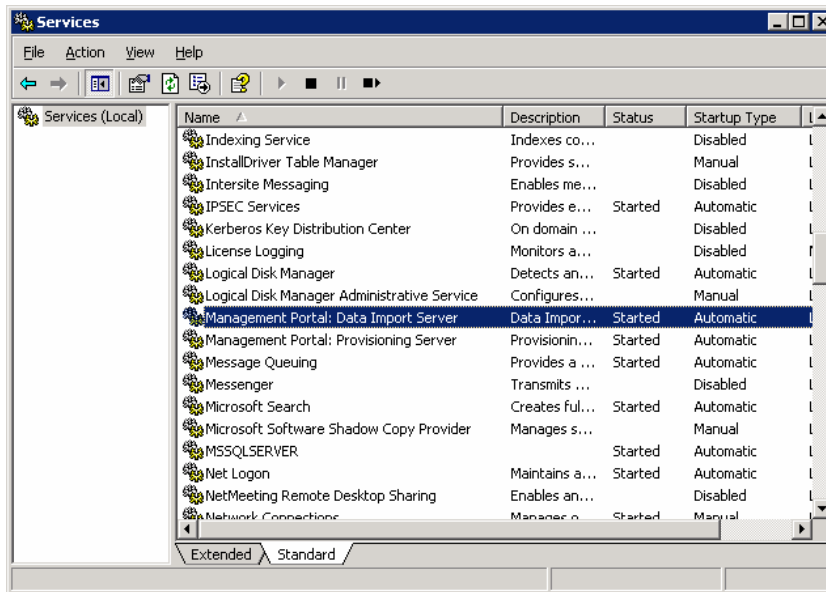 Services
File Action View Help
Services (Local)
Name Description Status Startup Type
Indexing Service Indexes co... Disabled
InstallDriver Table Manager Provides s... Manual
Intersite Messaging Enables me... Disabled
IPSEC Services Provides e... Started Automatic
Kerberos Key Distribution Center On domain ... Disabled
License Logging Monitors a... Disabled
Logical Disk Manager Detects an... Started Automatic
Logical Disk Manager Administrative Service Configures... Manual
Management Portal: Data Import Server Data Impor... Started Automatic
Management Portal: Provisioning Server Provisionin... Started Automatic
Message Queuing Provides a ... Started Automatic
Messenger Transmits ... Disabled
Microsoft Search Creates ful... Started Automatic
Microsoft Software Shadow Copy Provider Manages s... Manual
MSSQLSERVER Started Automatic
Net Logon Maintains a... Started Automatic
NetMeeting Remote Desktop Sharing Enables an... Disabled
Network Connections Manages o... Started Manual
Extended Standard